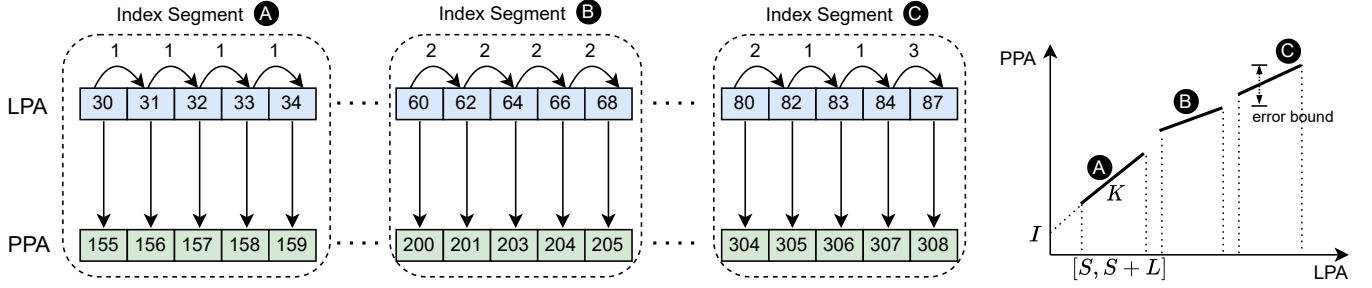 Index Segment A
1 1 1 1
LPA 30 31 32 33 34
PPA 155 156 157 158 159
Index Segment B
2 2 2 2
60 62 64 66 68
200 201 203 204 205
Index Segment C
2 1 1 3
80 82 83 84 87
304 305 306 307 308
PPA
C
B
error bound
A
K
I
[S, S + L]
LPA